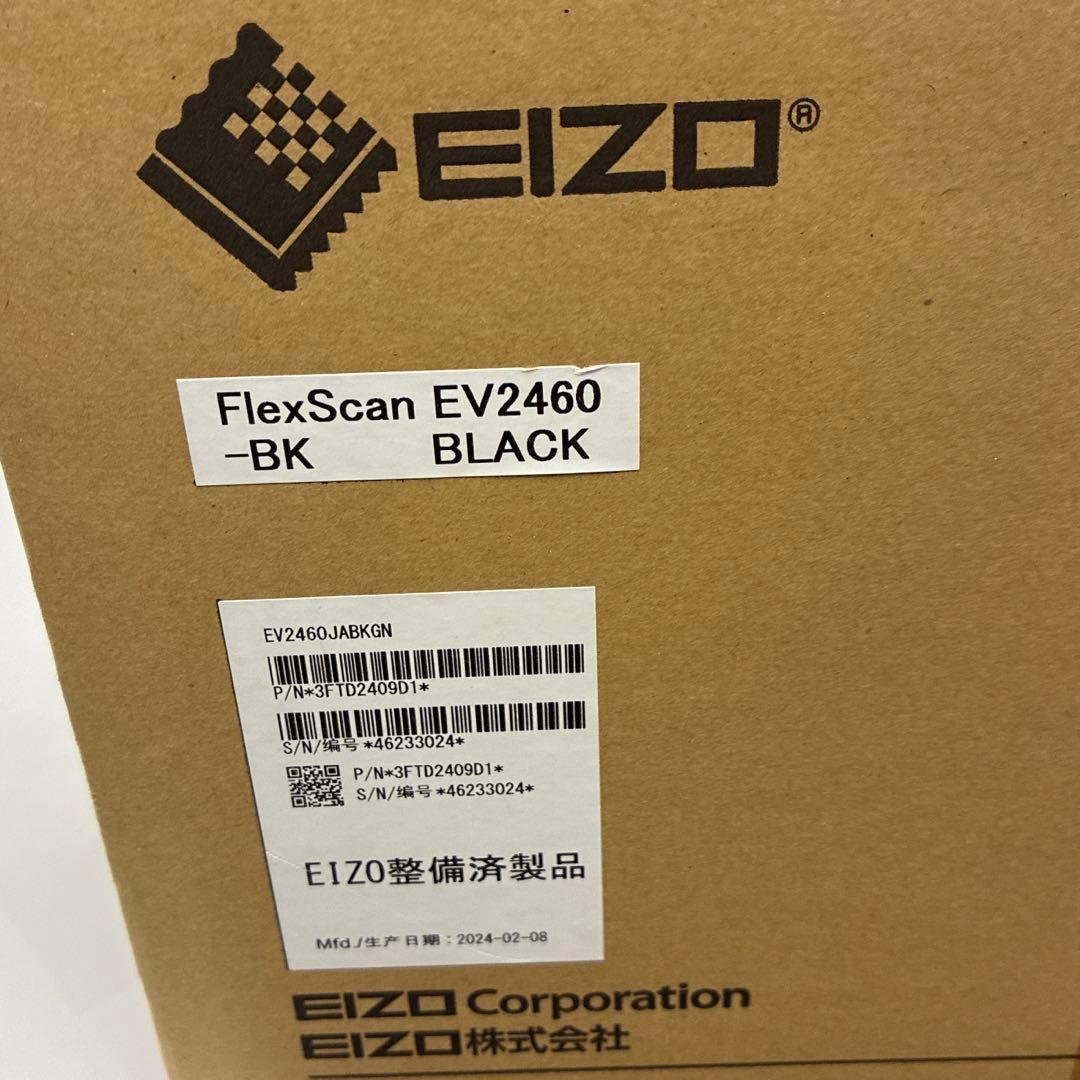 EIZO®
FlexScan EV2460
-BK BLACK
EV2460JABKGN
P/N*3FTD2409D1*
S/N/编号*46233024*
P/N*3FTD2409D1*
S/N/编号*46233024*
EIZO整備済製品
Mfd./生产日期：2024-02-08
EIZO Corporation
EIZO株式会社